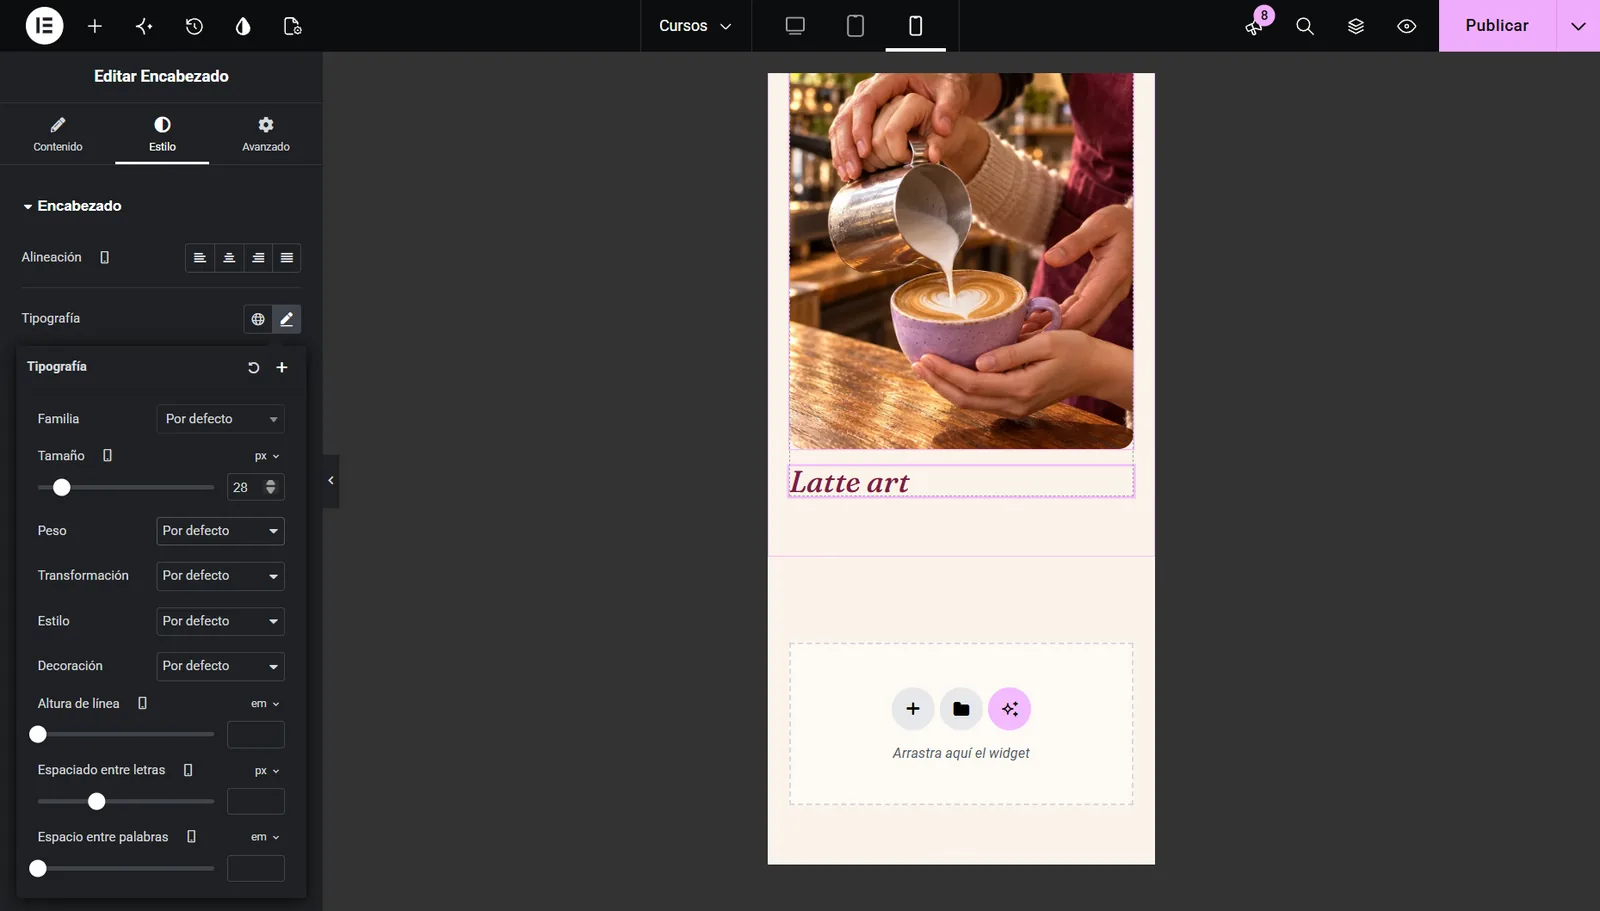 Cursos
8
Publicar
Editar Encabezado
Contenido
Estilo
Avanzado
Encabezado
Alineación
Tipografía
Tipografía
Familia
Por defecto
Tamaño
px
28
Peso
Por defecto
Transformación
Por defecto
Estilo
Por defecto
Decoración
Por defecto
Altura de línea
em
Espaciado entre letras
px
Espacio entre palabras
em
Latte art
Arrastra aquí el widget